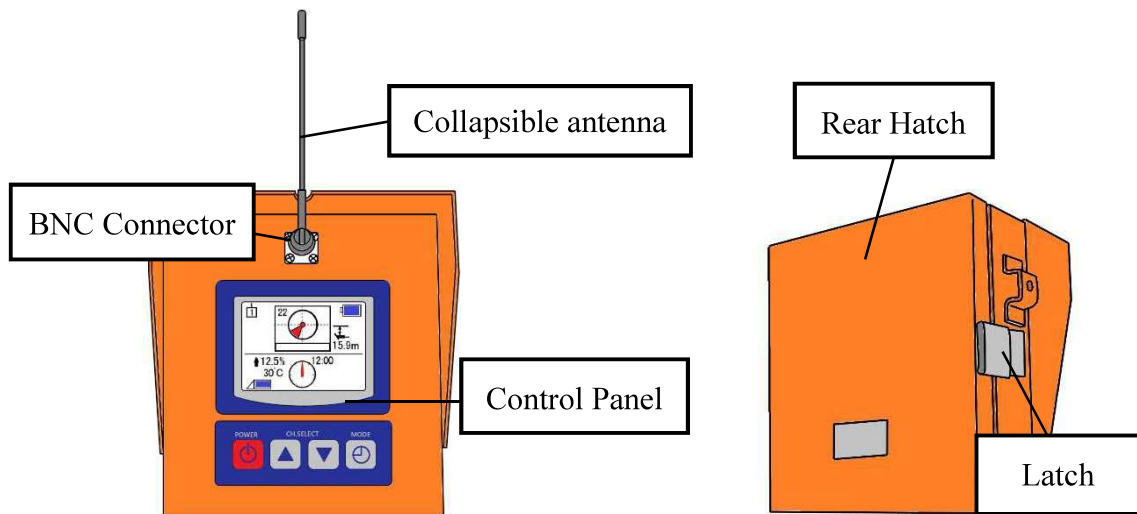 Collapsible antenna
BNC Connector
Rear Hatch
1
22
15.9m
12.5%
12:00
30°C
Control Panel
POWER
CH.SELECT
MODE
Latch